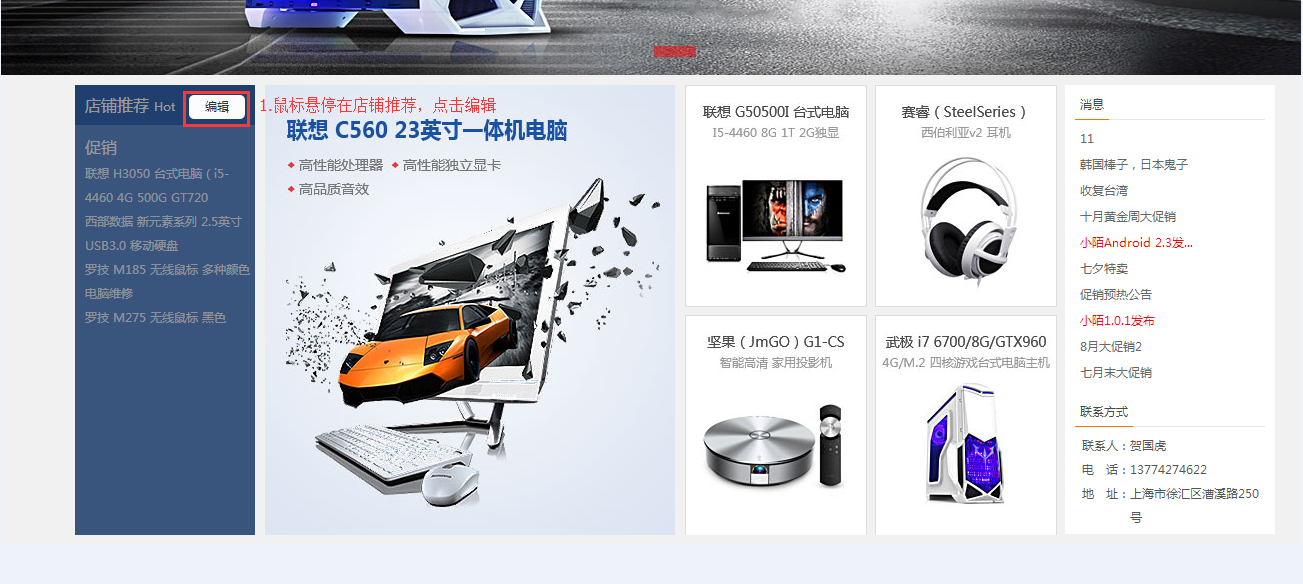 店铺推荐 Hot 编辑
1.鼠标悬停在店铺推荐，点击编辑
促销
联想 H3050 台式电脑 ( i5-
4460 4G 500G GT720
西部数据 新元素系列 2.5英寸
USB3.0 移动硬盘
罗技 M185 无线鼠标 多种颜色
电脑维修
罗技 M275 无线鼠标 黑色
联想 C560 23英寸一体机电脑
高性能处理器 高性能独立显卡
高品质音效
联想 G50500I 台式电脑
I5-4460 8G 1T 2G独显
赛睿（SteelSeries）
西伯利亚v2 耳机
坚果（JmGO）G1-CS
智能高清 家用投影机
武极 i7 6700/8G/GTX960
4G/M.2 四核游戏台式电脑主机
消息
11
韩国棒子，日本鬼子
收复台湾
十月黄金周大促销
小陌Android 2.3发...
七夕特卖
促销预热公告
小陌1.0.1发布
8月大促销2
七月末大促销
联系方式
联系人：贺国虎
电 话：13774274622
地 址：上海市徐汇区漕溪路250
号